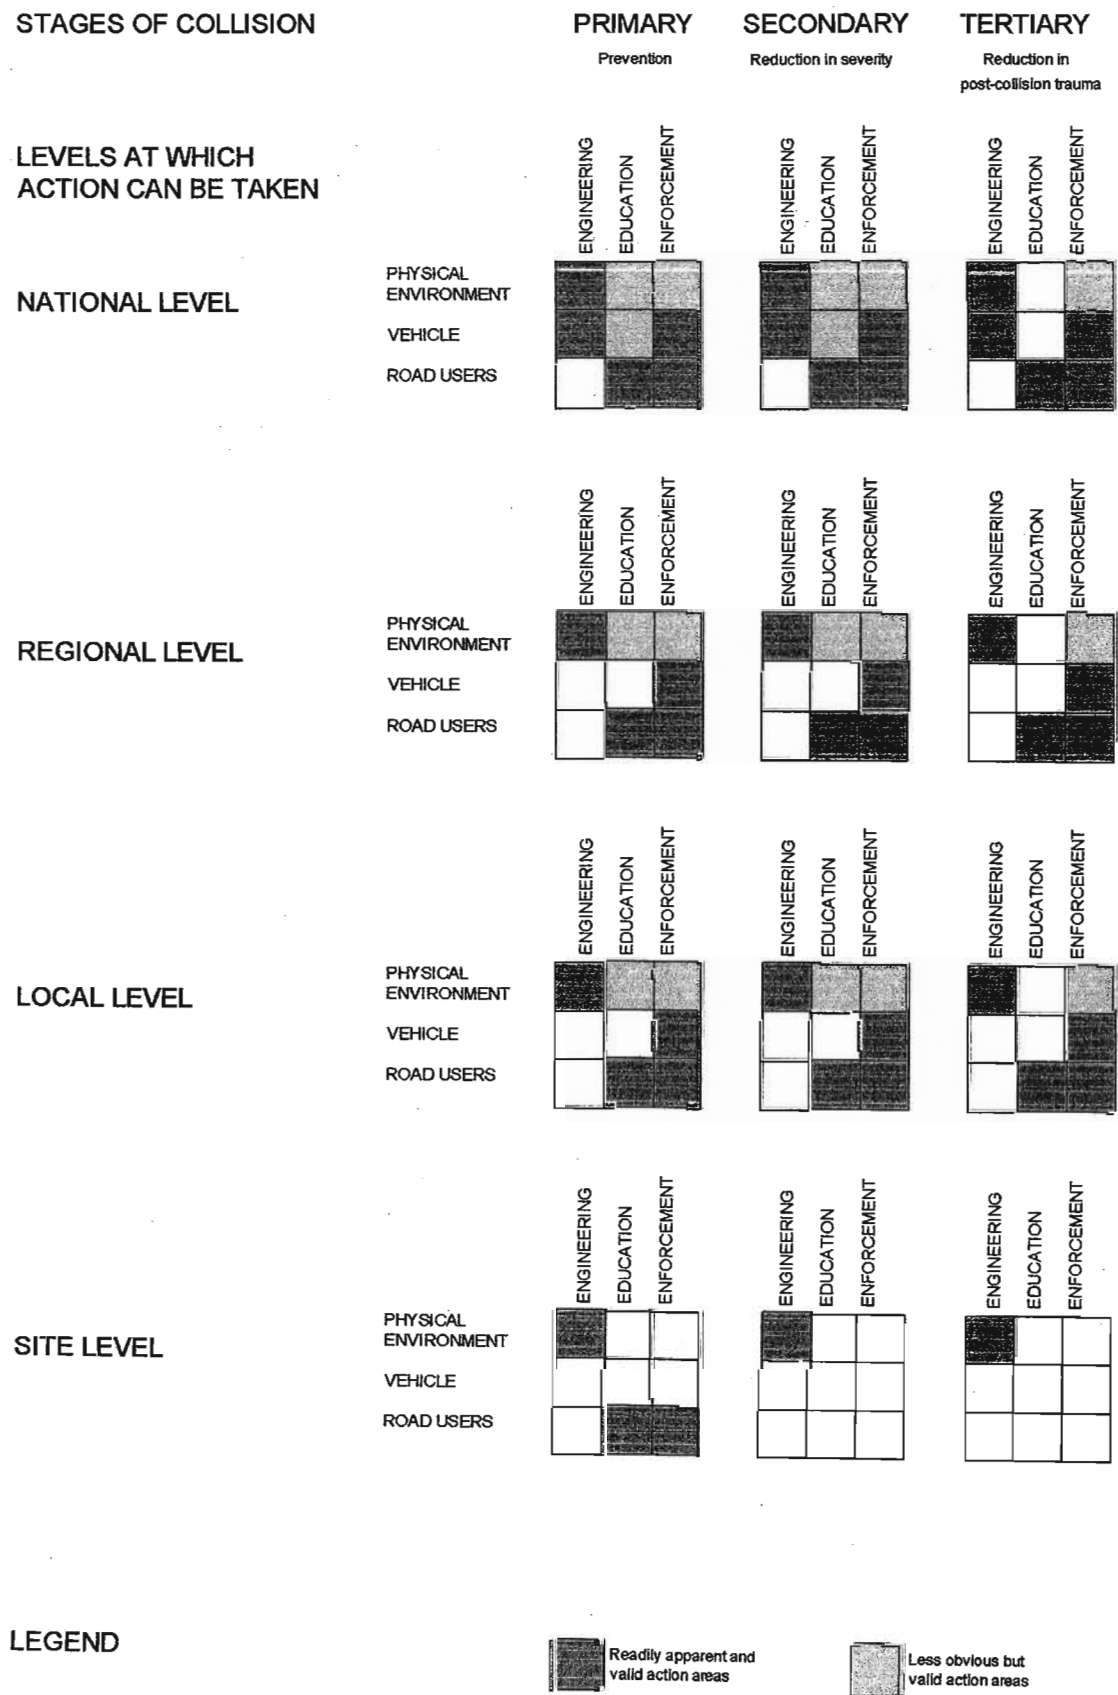 STAGES OF COLLISION PRIMARY SECONDARY TERTIARY
Prevention Reduction in severity Reduction in
post-collision trauma
LEVELS AT WHICH
ACTION CAN BE TAKEN
ENGINEERING EDUCATION ENFORCEMENT ENGINEERING EDUCATION ENFORCEMENT ENGINEERING EDUCATION ENFORCEMENT
NATIONAL LEVEL
PHYSICAL
ENVIRONMENT
VEHICLE
ROAD USERS
ENGINEERING EDUCATION ENFORCEMENT ENGINEERING EDUCATION ENFORCEMENT ENGINEERING EDUCATION ENFORCEMENT
REGIONAL LEVEL
PHYSICAL
ENVIRONMENT
VEHICLE
ROAD USERS
ENGINEERING EDUCATION ENFORCEMENT ENGINEERING EDUCATION ENFORCEMENT ENGINEERING EDUCATION ENFORCEMENT
LOCAL LEVEL
PHYSICAL
ENVIRONMENT
VEHICLE
ROAD USERS
ENGINEERING EDUCATION ENFORCEMENT ENGINEERING EDUCATION ENFORCEMENT ENGINEERING EDUCATION ENFORCEMENT
SITE LEVEL
PHYSICAL
ENVIRONMENT
VEHICLE
ROAD USERS
LEGEND
Readily apparent and
valid action areas
Less obvious but
valid action areas